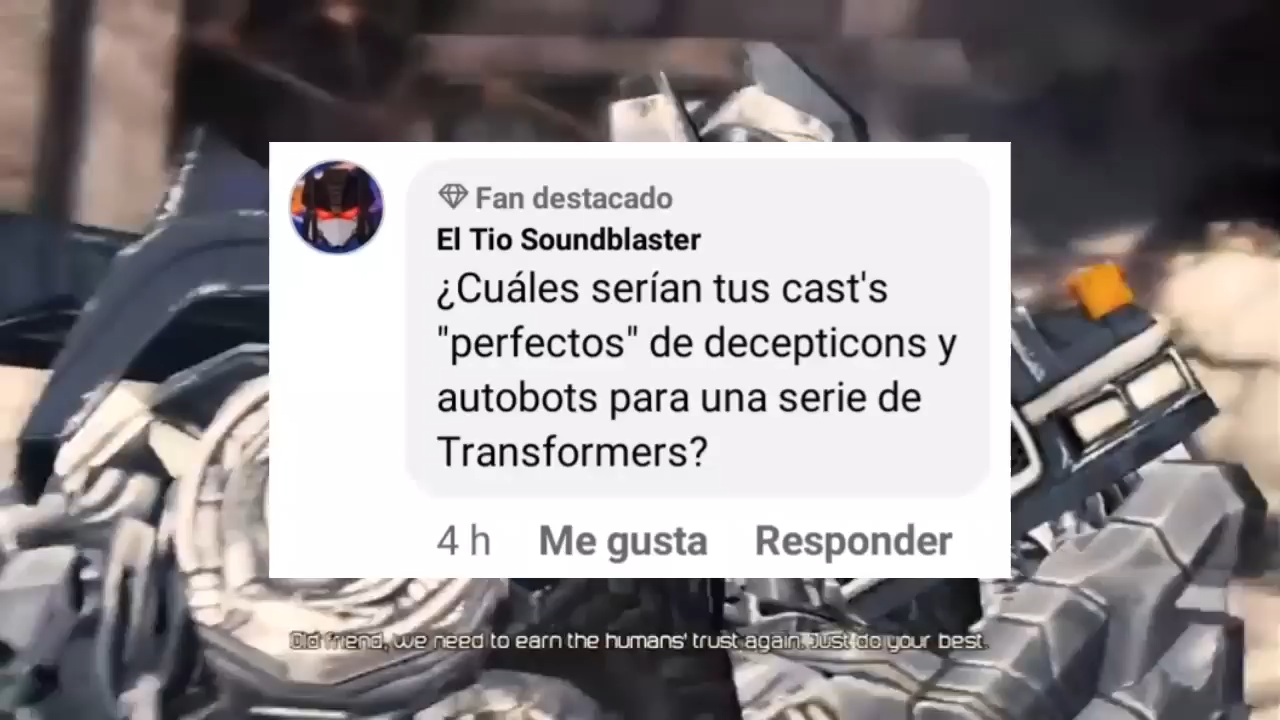 Fan destacado
El Tio Soundblaster
¿Cuáles serían tus cast's
"perfectos" de decepticons y
autobots para una serie de
Transformers?
4 h Me gusta Responder
Old friend, we need to earn the humans' trust again. Just do your best.